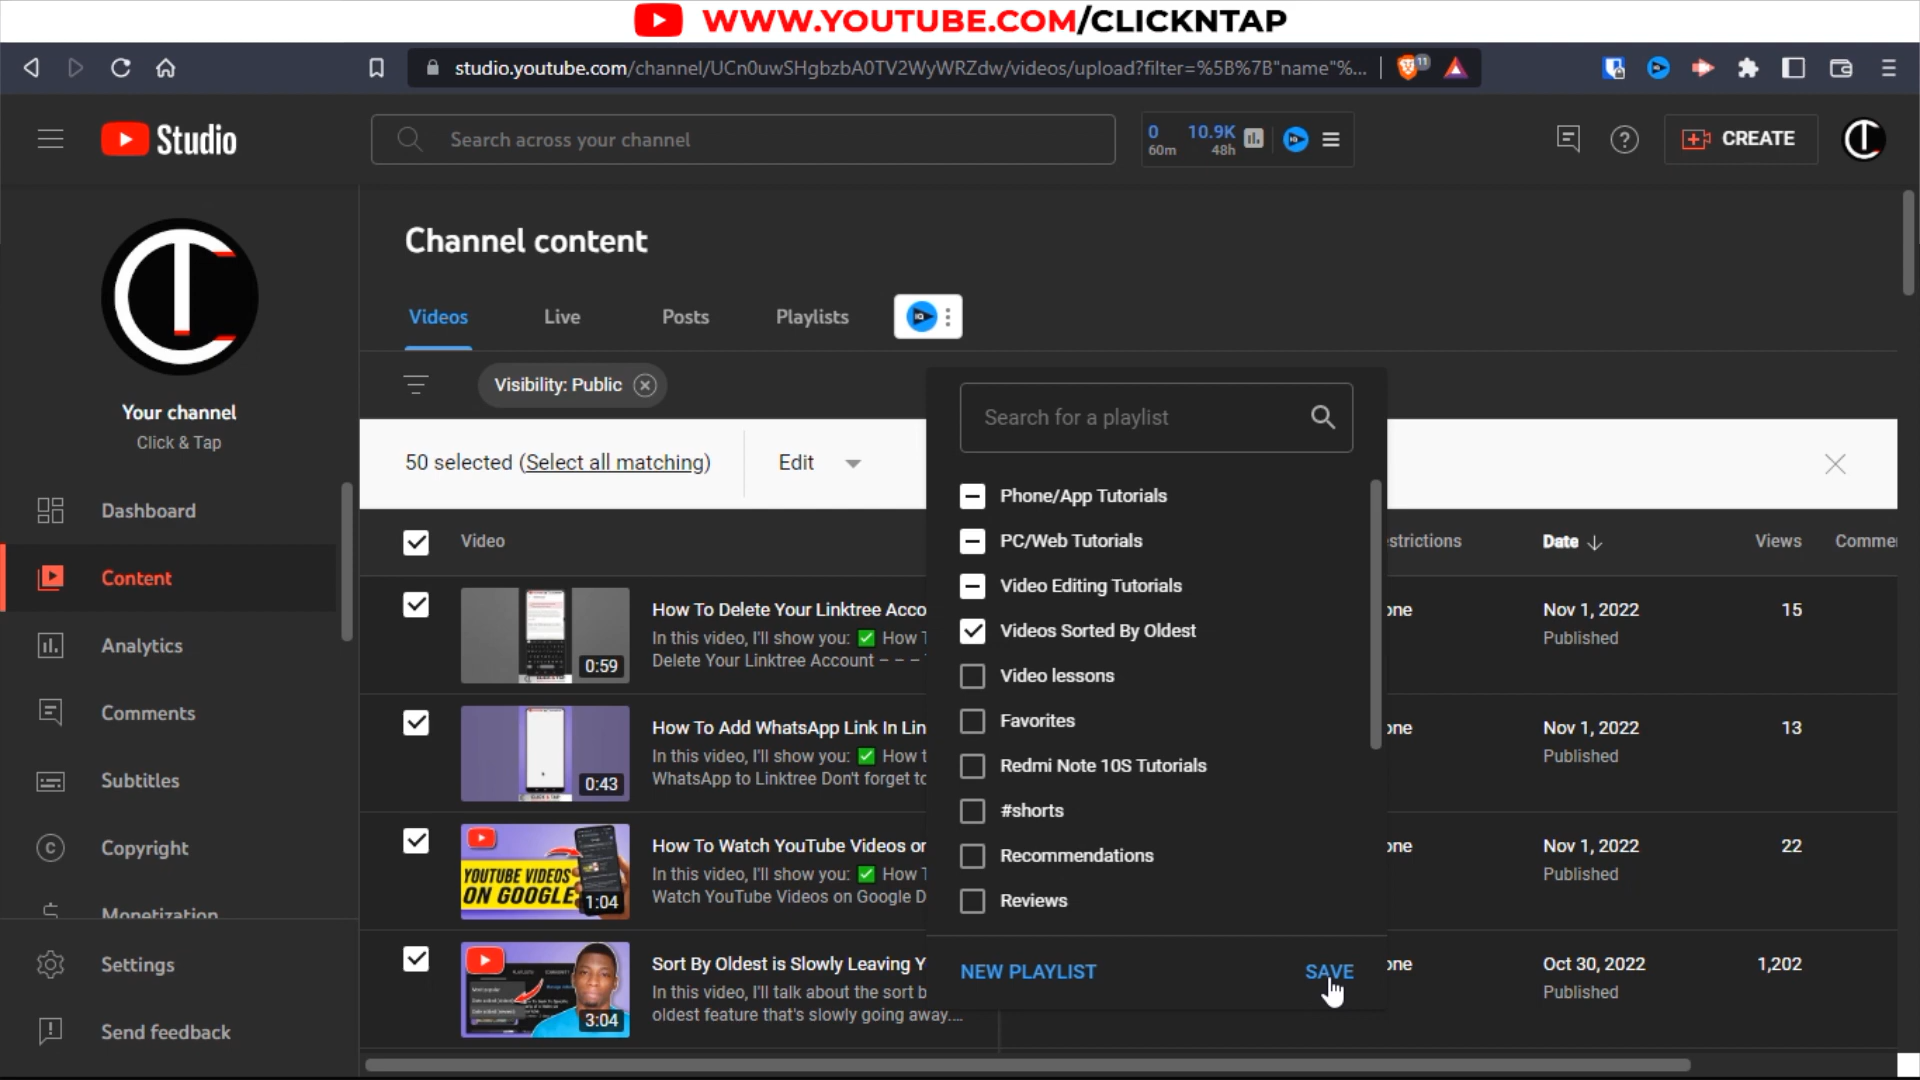 WWW.YOUTUBE.COM/CLICKNTAP
studio.youtube.com/channel/UCn0uwSHgbzbA0TV2WyWRZdw/videos/upload?filter=%5B%7B"name"%...
11
Studio
Search across your channel
0
60m
10.9K
48h
CREATE
Your channel
Click & Tap
Dashboard
Content
Analytics
Comments
Subtitles
Copyright
Monetization
Settings
Send feedback
Channel content
Videos
Live
Posts
Playlists
Visibility: Public
50 selected (Select all matching)
Edit
Video
strictions
Date
Views
Comme
0:59
How To Delete Your Linktree Acco
In this video, I'll show you: ✅ How T
Delete Your Linktree Account – – –
one
Nov 1, 2022
Published
15
0:43
How To Add WhatsApp Link In Lin
In this video, I'll show you: ✅ How t
WhatsApp to Linktree Don't forget to
one
Nov 1, 2022
Published
13
YOUTUBE VIDEOS
ON GOOGLE
1:04
How To Watch YouTube Videos on
In this video, I'll show you: ✅ How T
Watch YouTube Videos on Google D
one
Nov 1, 2022
Published
22
3:04
Sort By Oldest is Slowly Leaving Y
In this video, I'll talk about the sort b
oldest feature that's slowly going away....
one
Oct 30, 2022
Published
1,202
Search for a playlist
Phone/App Tutorials
PC/Web Tutorials
Video Editing Tutorials
Videos Sorted By Oldest
Video lessons
Favorites
Redmi Note 10S Tutorials
#shorts
Recommendations
Reviews
NEW PLAYLIST
SAVE